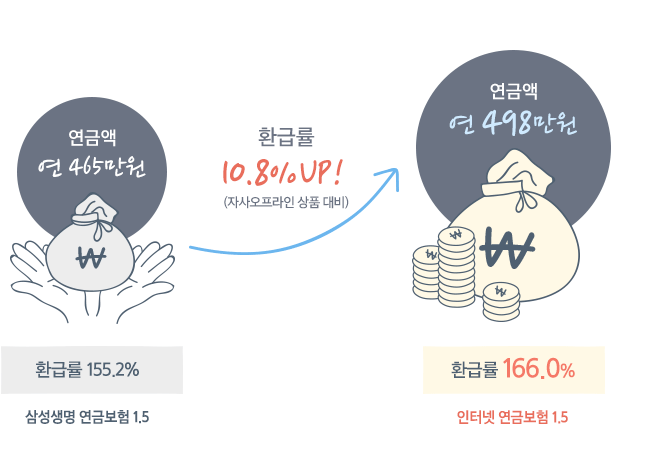 연금액
연 465만원
₩
환급률 155.2%
삼성생명 연금보험 1.5
환급률
10.8% UP!
(자사오프라인 상품 대비)
연금액
연 498만원
₩
₩
₩
₩
환급률 166.0%
인터넷 연금보험 1.5